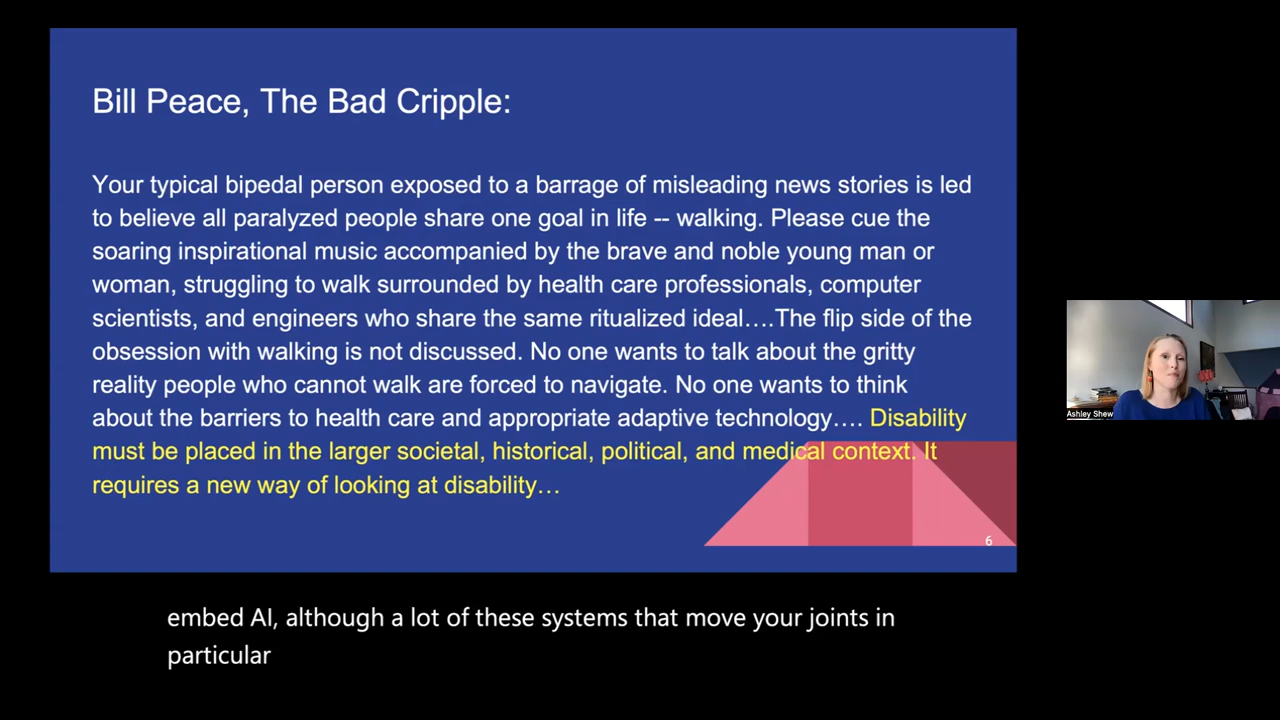 Bill Peace, The Bad Cripple:
Your typical bipedal person exposed to a barrage of misleading news stories is led
to believe all paralyzed people share one goal in life -- walking. Please cue the
soaring inspirational music accompanied by the brave and noble young man or
woman, struggling to walk surrounded by health care professionals, computer
scientists, and engineers who share the same ritualized ideal….The flip side of the
obsession with walking is not discussed. No one wants to talk about the gritty
reality people who cannot walk are forced to navigate. No one wants to think
about the barriers to health care and appropriate adaptive technology…. Disability
must be placed in the larger societal, historical, political, and medical context. It
requires a new way of looking at disability…
6
Ashley Shew
embed AI, although a lot of these systems that move your joints in
particular